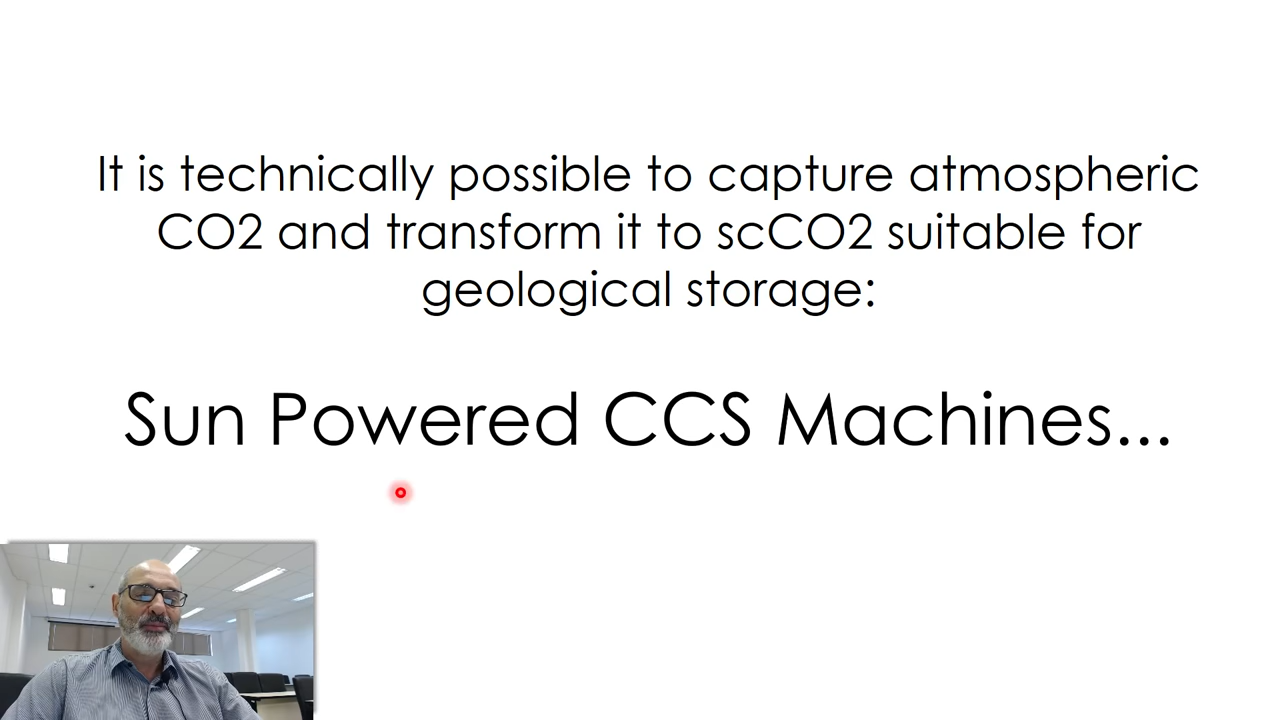 It is technically possible to capture atmospheric
CO2 and transform it to scCO2 suitable for
geological storage:
Sun Powered CCS Machines...